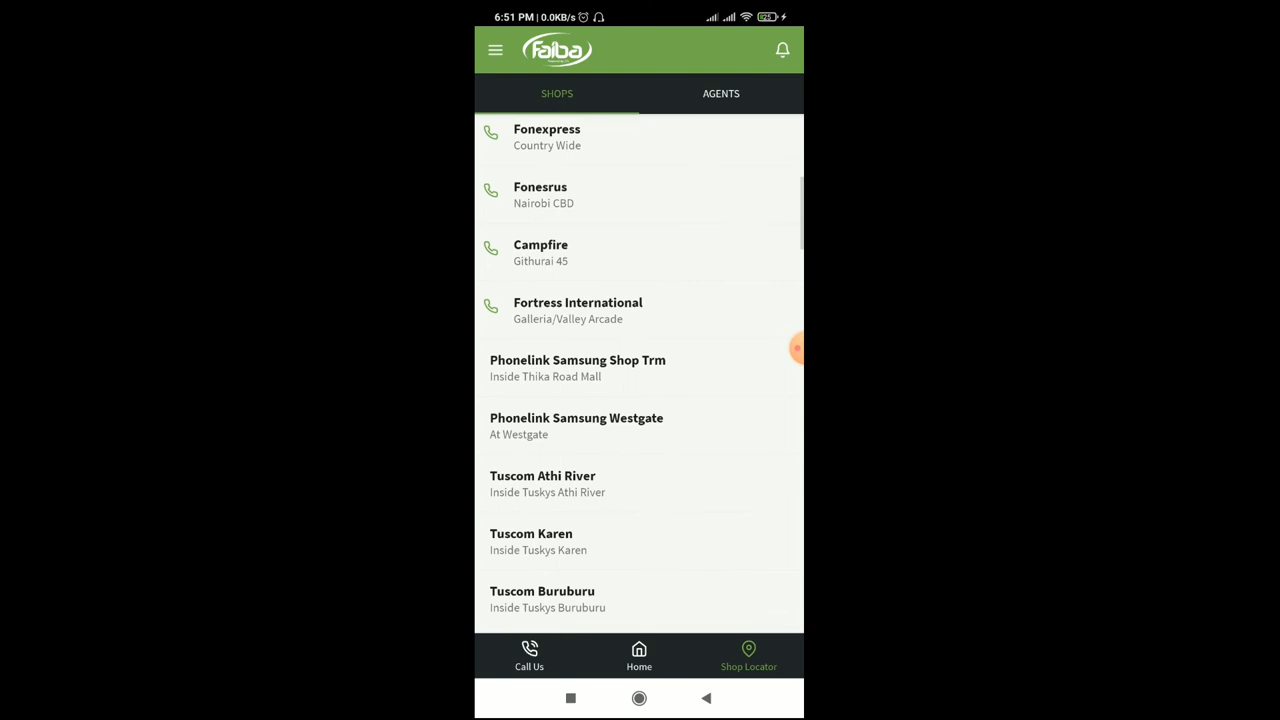 6:51 PM | 0.0KB/s
25
Faiba
SHOPS
AGENTS
Fonexpress
Country Wide
Fonesrus
Nairobi CBD
Campfire
Githurai 45
Fortress International
Galleria/Valley Arcade
Phonelink Samsung Shop Trm
Inside Thika Road Mall
Phonelink Samsung Westgate
At Westgate
Tuscom Athi River
Inside Tuskys Athi River
Tuscom Karen
Inside Tuskys Karen
Tuscom Buruburu
Inside Tuskys Buruburu
Call Us
Home
Shop Locator